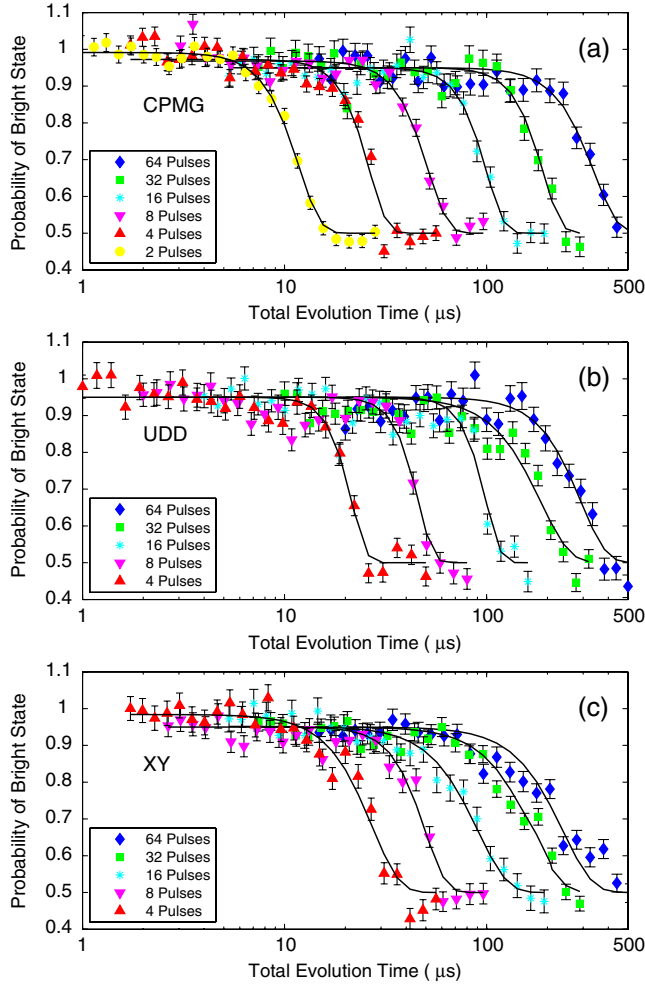 1.1
1
0.9
0.8
0.7
0.6
0.5
0.4
Probability of Bright State
(a)
CPMG
64 Pulses
32 Pulses
16 Pulses
8 Pulses
4 Pulses
2 Pulses
1 10 100 500
Total Evolution Time ( μs)
1.1
1
0.9
0.8
0.7
0.6
0.5
0.4
Probability of Bright State
(b)
UDD
64 Pulses
32 Pulses
16 Pulses
8 Pulses
4 Pulses
1 10 100 500
Total Evolution Time ( μs)
1.1
1
0.9
0.8
0.7
0.6
0.5
0.4
Probability of Bright State
(c)
XY
64 Pulses
32 Pulses
16 Pulses
8 Pulses
4 Pulses
1 10 100 500
Total Evolution Time ( μs)